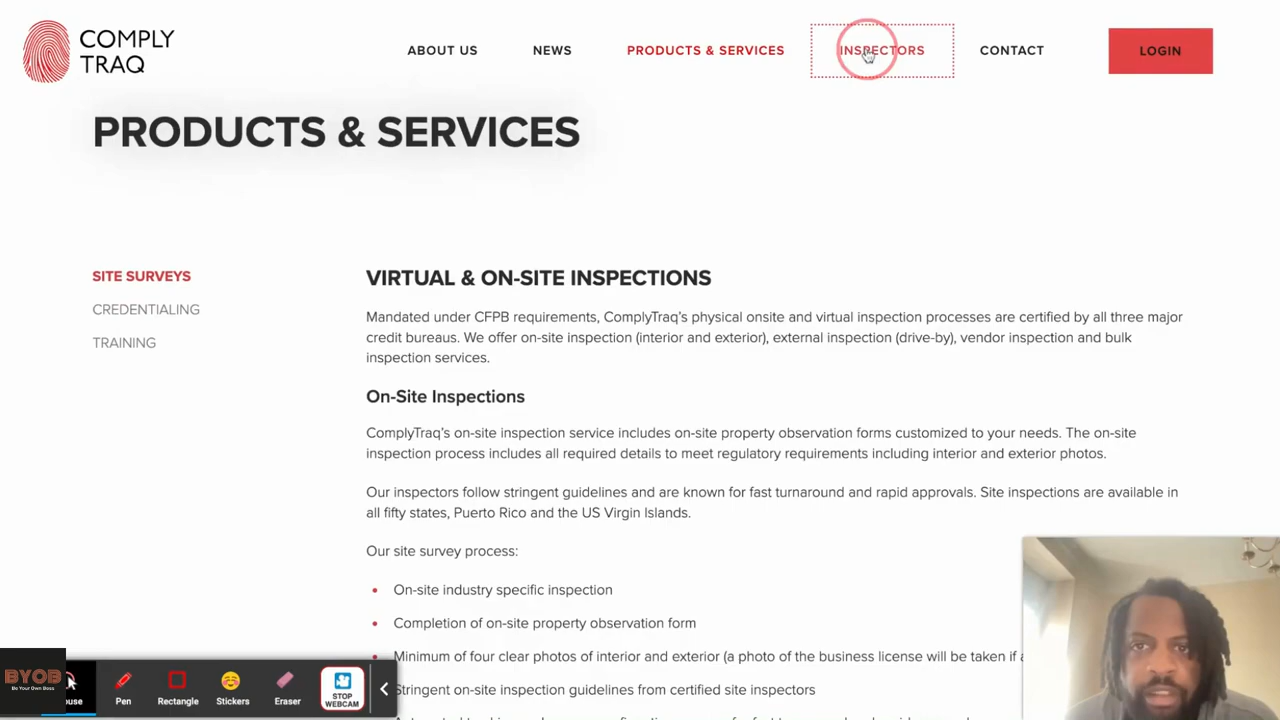 COMPLY
TRAQ
ABOUT US
NEWS
PRODUCTS & SERVICES
INSPECTORS
CONTACT
LOGIN
PRODUCTS & SERVICES
SITE SURVEYS
CREDENTIALING
TRAINING
VIRTUAL & ON-SITE INSPECTIONS
Mandated under CFPB requirements, ComplyTraq's physical onsite and virtual inspection processes are certified by all three major
credit bureaus. We offer on-site inspection (interior and exterior), external inspection (drive-by), vendor inspection and bulk
inspection services.
On-Site Inspections
ComplyTraq's on-site inspection service includes on-site property observation forms customized to your needs. The on-site
inspection process includes all required details to meet regulatory requirements including interior and exterior photos.
Our inspectors follow stringent guidelines and are known for fast turnaround and rapid approvals. Site inspections are available in
all fifty states, Puerto Rico and the US Virgin Islands.
Our site survey process:
• On-site industry specific inspection
• Completion of on-site property observation form
• Minimum of four clear photos of interior and exterior (a photo of the business license will be taken if
Stringent on-site inspection guidelines from certified site inspectors
BYOB
Be Your Own Boss
Pen
Rectangle
Stickers
Eraser
STOP
WEBCAM